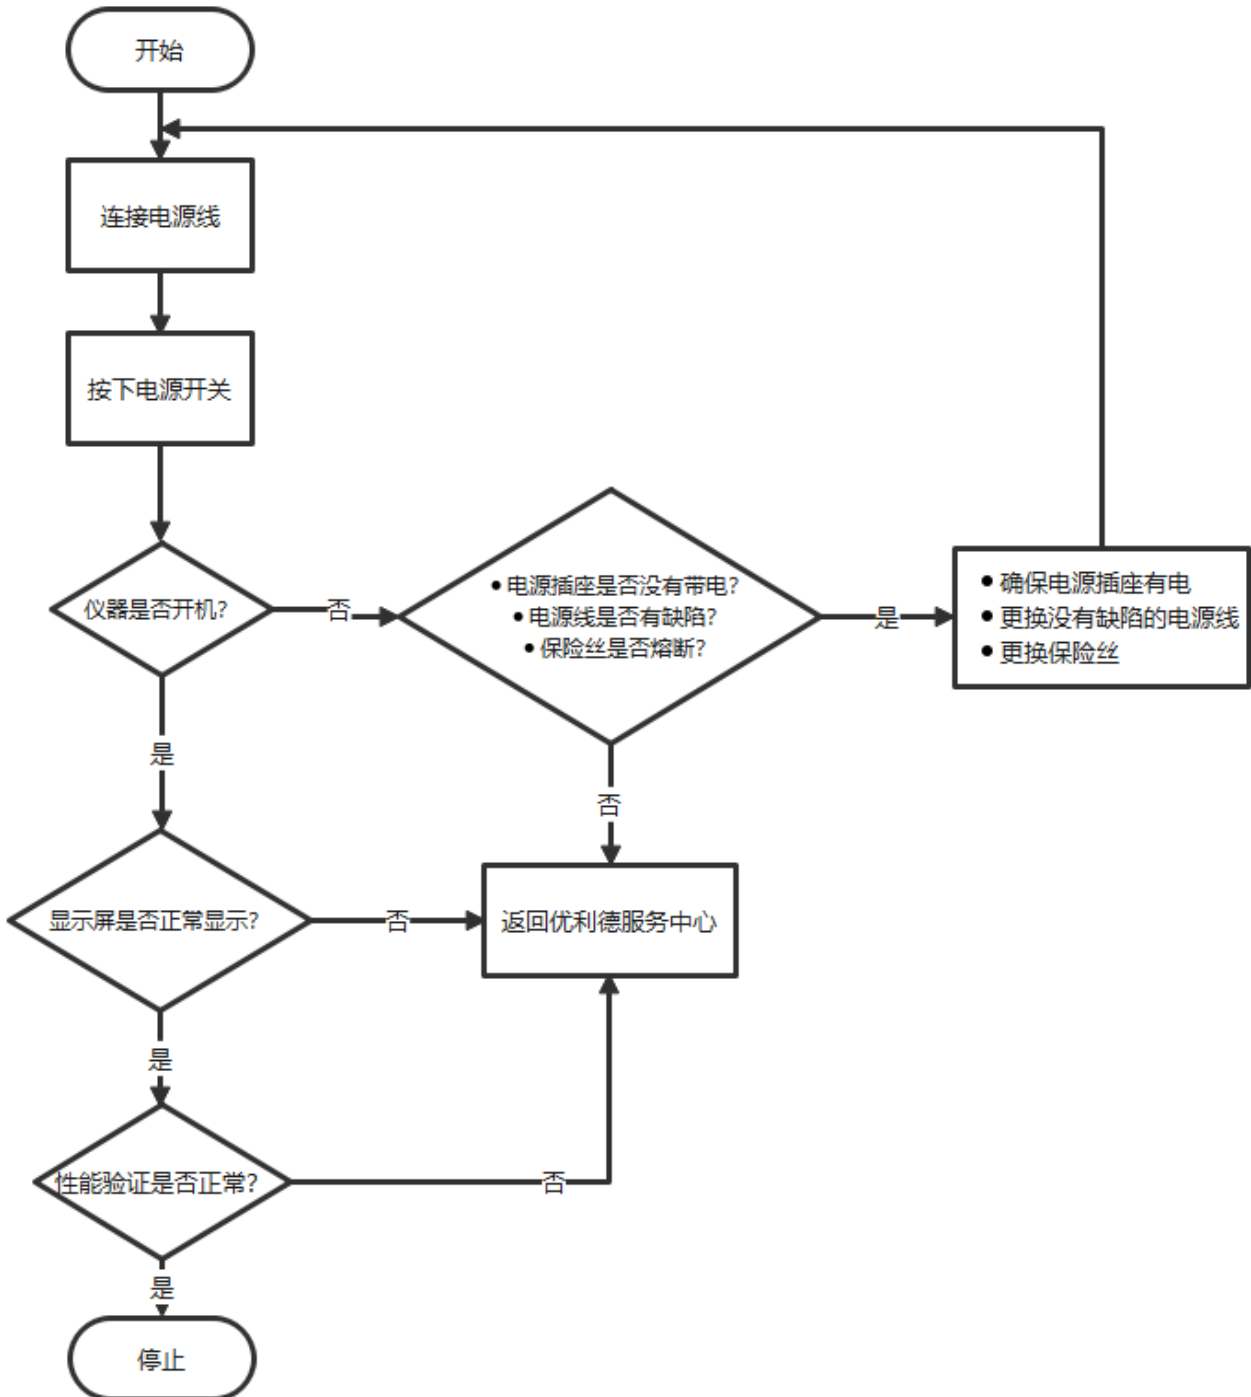 开始
连接电源线
按下电源开关
仪器是否开机?
否
• 电源插座是否没有带电?
• 电源线是否有缺陷?
• 保险丝是否熔断?
是
• 确保电源插座有电
• 更换没有缺陷的电源线
• 更换保险丝
是
否
显示屏是否正常显示?
否
返回优利德服务中心
是
性能验证是否正常?
否
是
停止